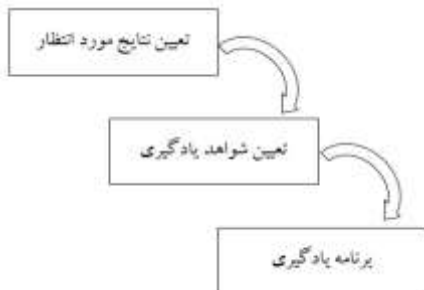 تعیین نتایج مورد انتظار
تعیین شواهد یادگیری
برنامه یادگیری